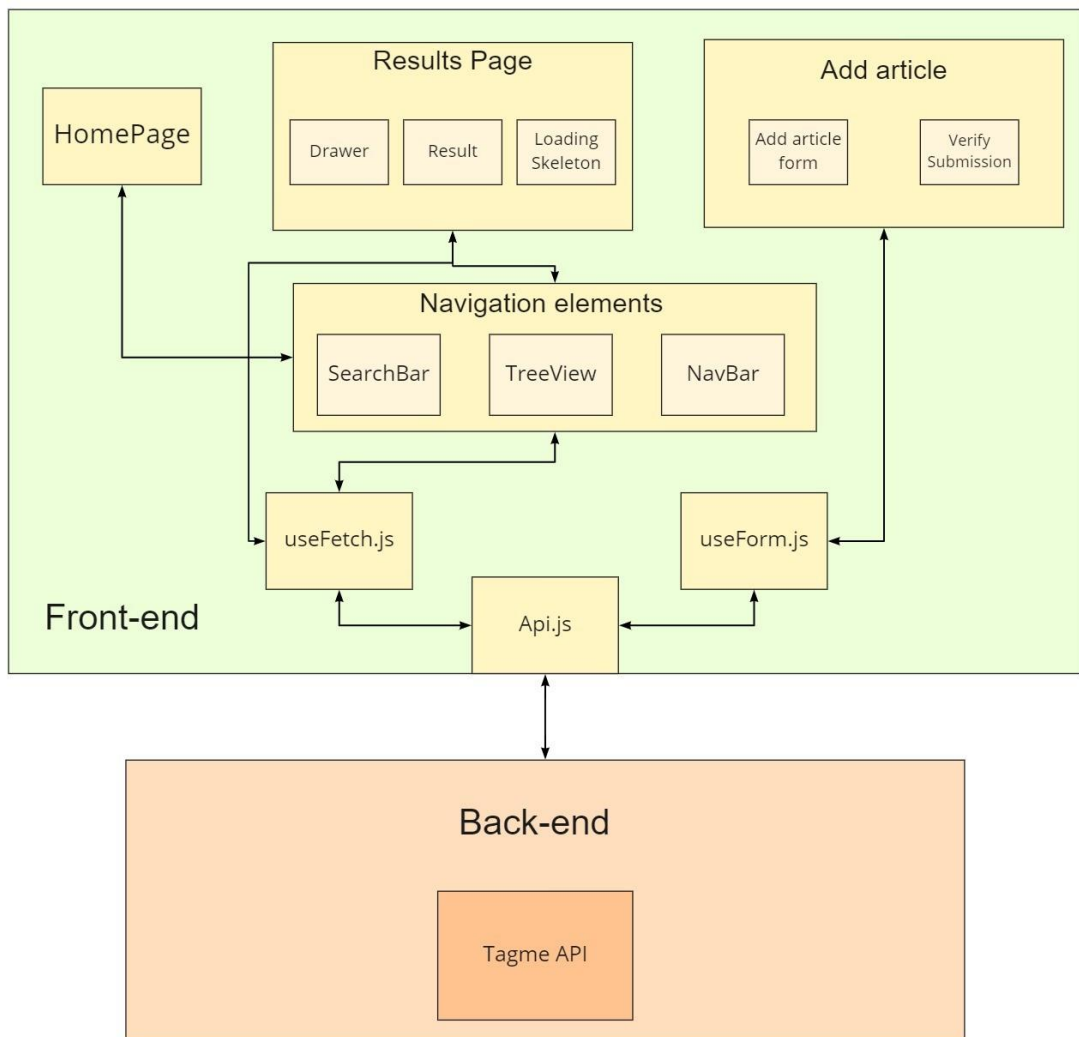 Results Page
Add article
HomePage
Drawer
Result
Loading
Skeleton
Add article
form
Verify
Submission
Navigation elements
SearchBar
TreeView
NavBar
useFetch.js
useForm.js
Api.js
Front-end
Back-end
Tagme API